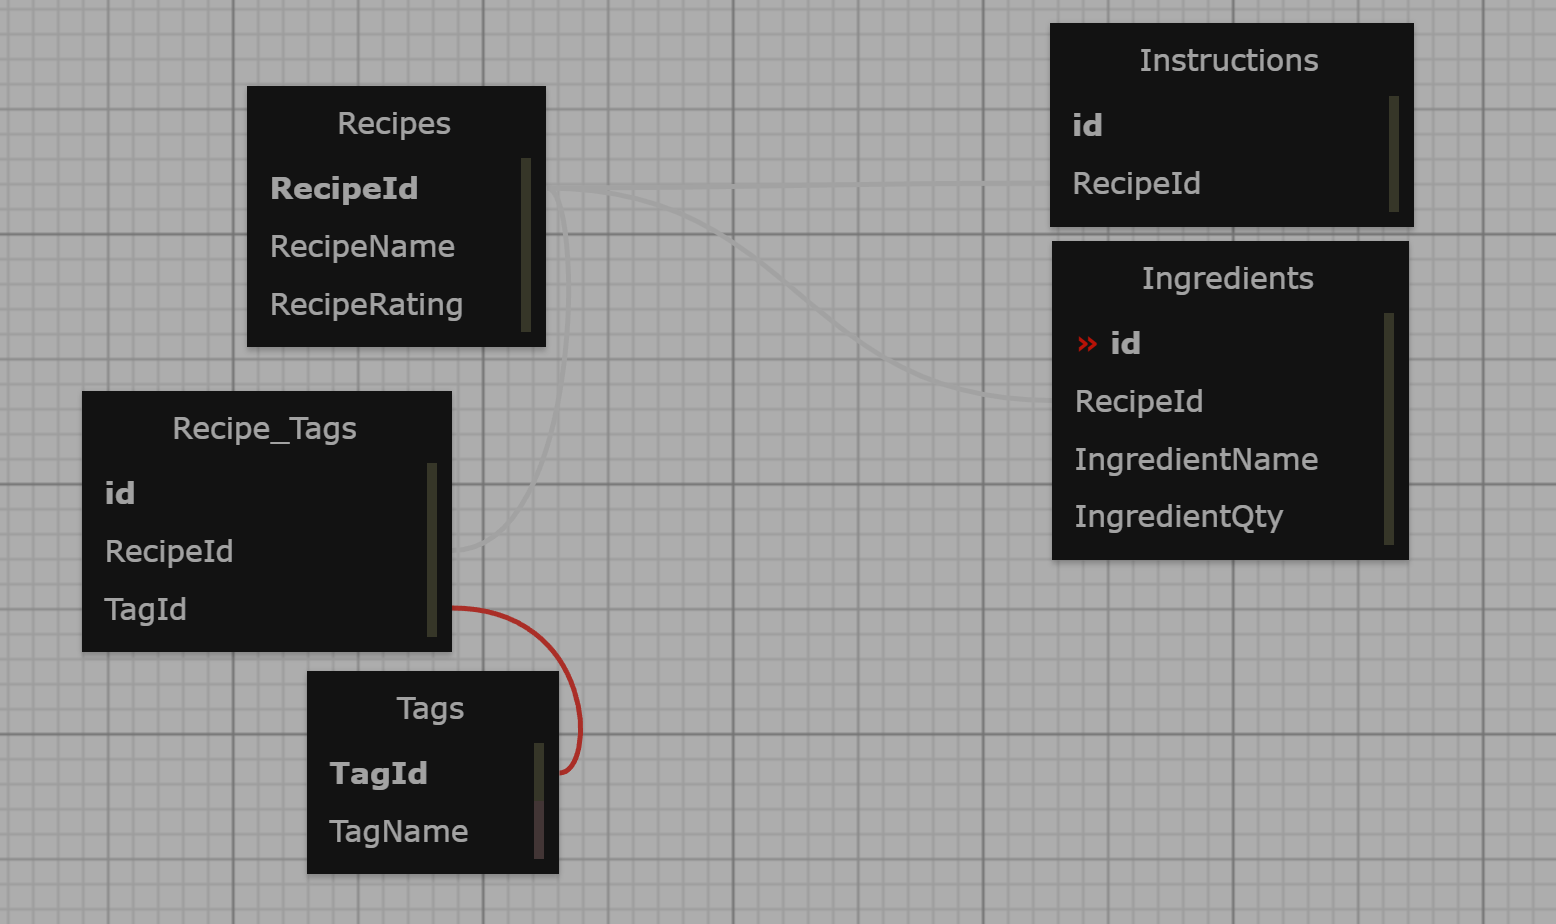 Recipes
RecipeId
RecipeName
RecipeRating
Instructions
id
RecipeId
Ingredients
» id
RecipeId
IngredientName
IngredientQty
Recipe_Tags
id
RecipeId
TagId
Tags
TagId
TagName